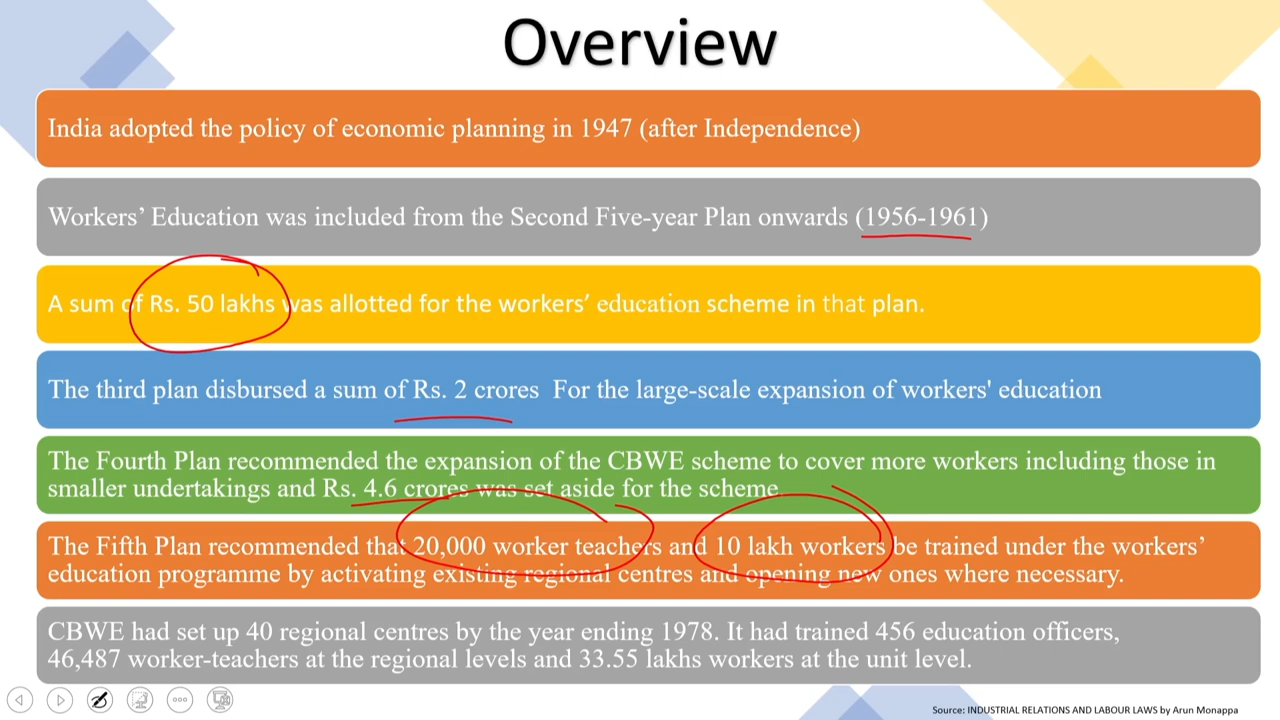 Overview
India adopted the policy of economic planning in 1947 (after Independence)
Workers’ Education was included from the Second Five-year Plan onwards (1956-1961)
A sum of Rs. 50 lakhs was allotted for the workers’ education scheme in that plan.
The third plan disbursed a sum of Rs. 2 crores  For the large-scale expansion of workers' education
The Fourth Plan recommended the expansion of the CBWE scheme to cover more workers including those in
smaller undertakings and Rs. 4.6 crores was set aside for the scheme.
The Fifth Plan recommended that 20,000 worker teachers and 10 lakh workers be trained under the workers’
education programme by activating existing regional centres and opening new ones where necessary.
CBWE had set up 40 regional centres by the year ending 1978. It had trained 456 education officers,
46,487 worker-teachers at the regional levels and 33.55 lakhs workers at the unit level.
Source: INDUSTRIAL RELATIONS AND LABOUR LAWS by Arun Monappa